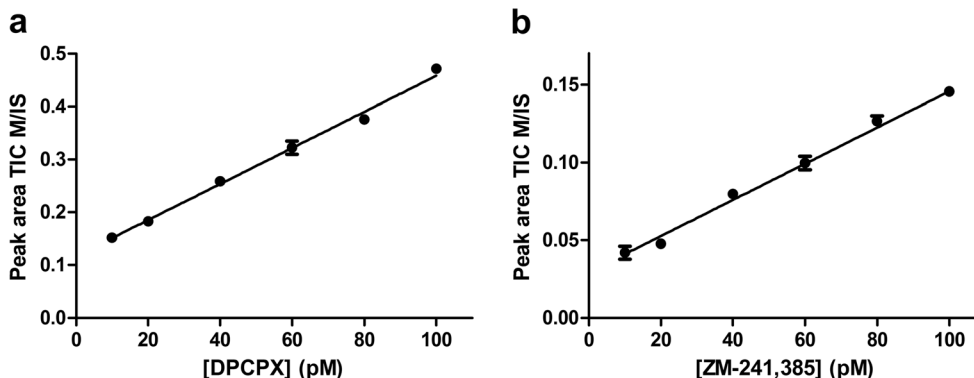 a
Peak area TIC M/IS
0.5
0.4
0.3
0.2
0.1
0.0
0 20 40 60 80 100
[DPCPX] (pM)
b
Peak area TIC M/IS
0.15
0.10
0.05
0.00
0 20 40 60 80 100
[ZM-241,385] (pM)